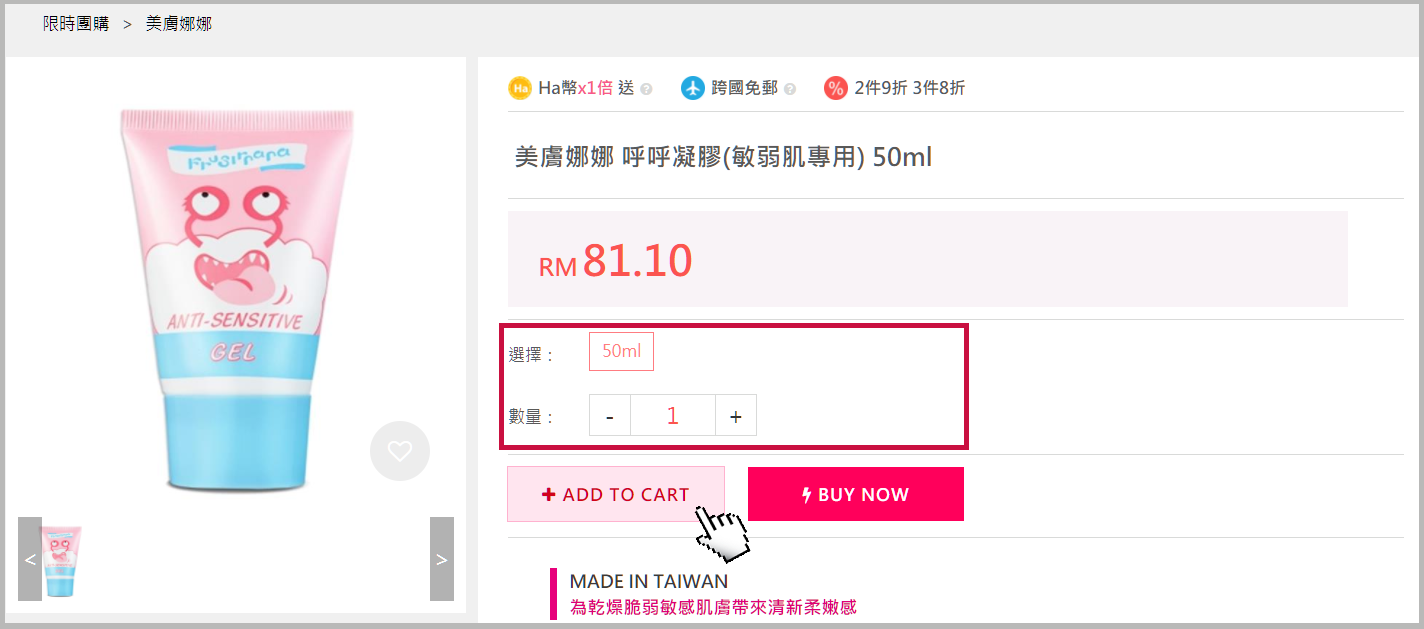 限時團購 > 美膚娜娜
Ha Ha幣x1倍 送 ? 跨國免郵 ? % 2件9折 3件8折
美膚娜娜 呼呼凝膠(敏弱肌專用) 50ml
RM 81.10
ANTI-SENSITIVE
GEL
選擇： 50ml
數量： - 1 +
+ ADD TO CART
BUY NOW
< >
MADE IN TAIWAN
為乾燥脆弱敏感肌膚帶來清新柔嫩感